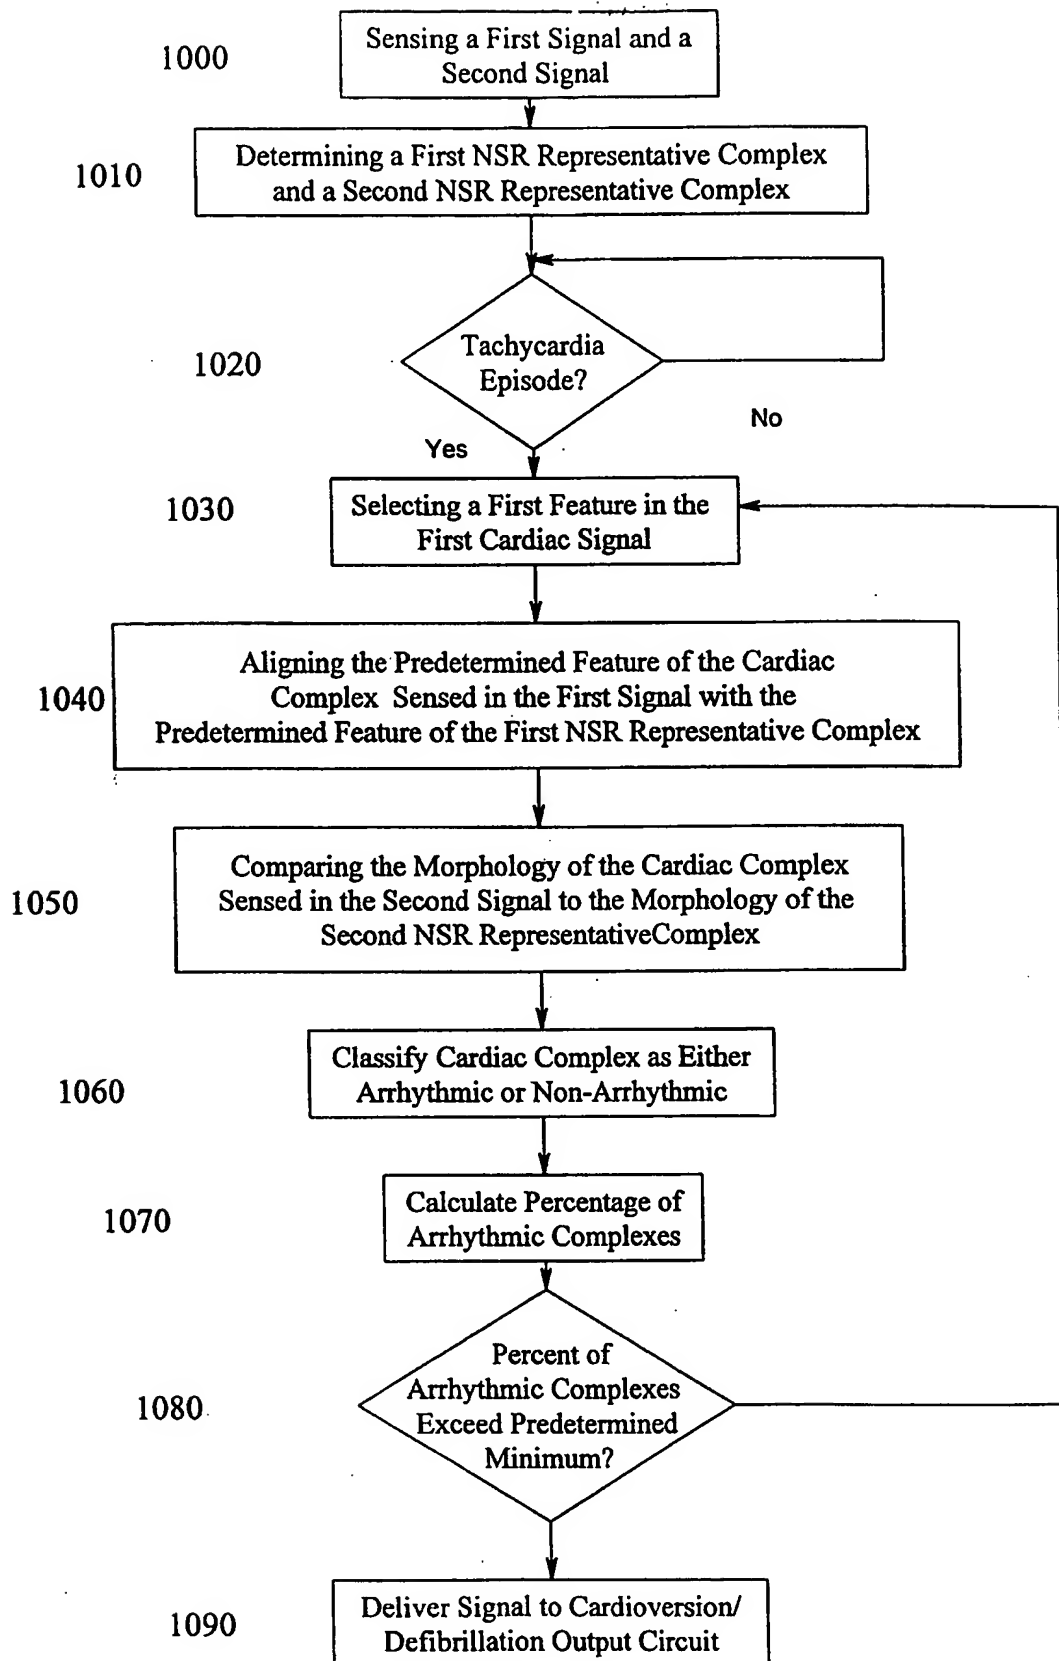 1000
Sensing a First Signal and a
Second Signal
1010
Determining a First NSR Representative Complex
and a Second NSR Representative Complex
1020
Tachycardia
Episode?
No
Yes
1030
Selecting a First Feature in the
First Cardiac Signal
1040
Aligning the Predetermined Feature of the Cardiac
Complex Sensed in the First Signal with the
Predetermined Feature of the First NSR Representative Complex
1050
Comparing the Morphology of the Cardiac Complex
Sensed in the Second Signal to the Morphology of the
Second NSR RepresentativeComplex
1060
Classify Cardiac Complex as Either
Arrhythmic or Non-Arrhythmic
1070
Calculate Percentage of
Arrhythmic Complexes
1080
Percent of
Arrhythmic Complexes
Exceed Predetermined
Minimum?
1090
Deliver Signal to Cardioversion/
Defibrillation Output Circuit